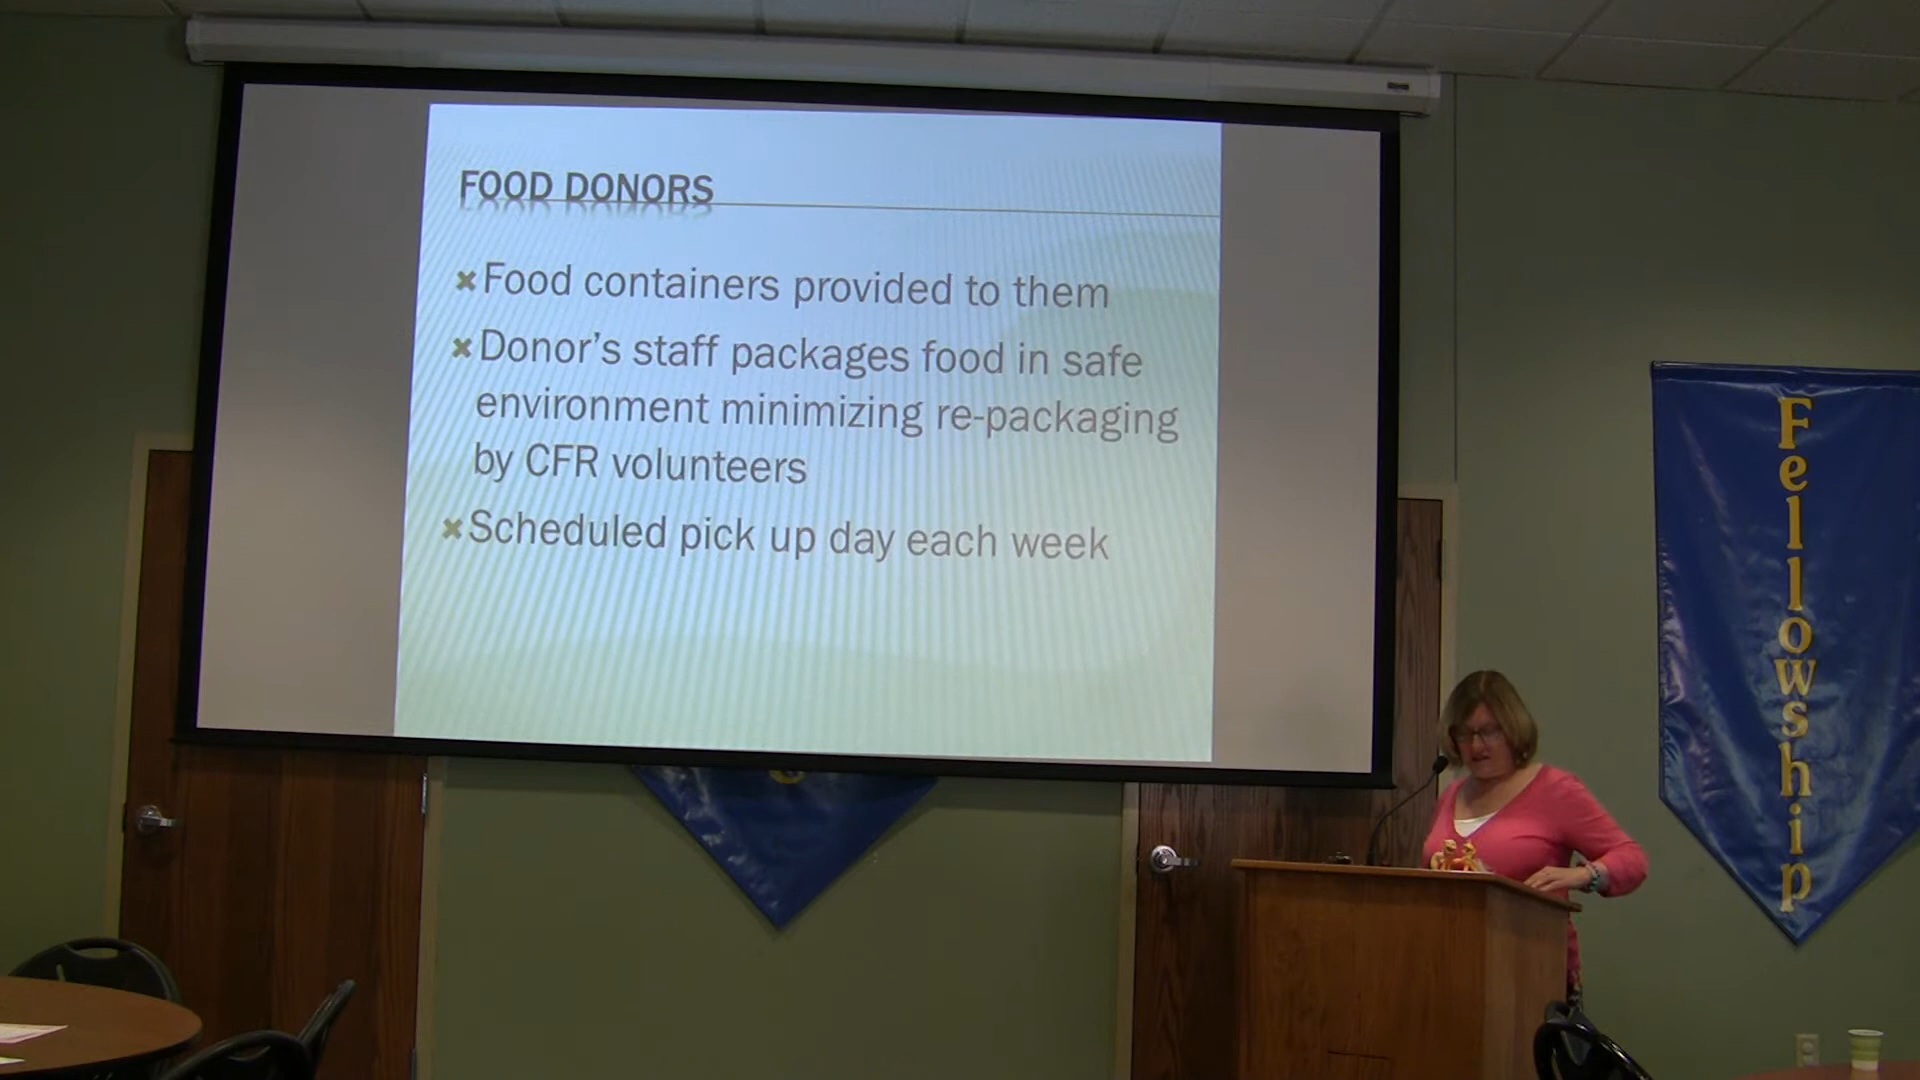 FOOD DONORS
Food containers provided to them
Donor's staff packages food in safe
environment minimizing re-packaging
by CFR volunteers
Scheduled pick up day each week
Fellowship